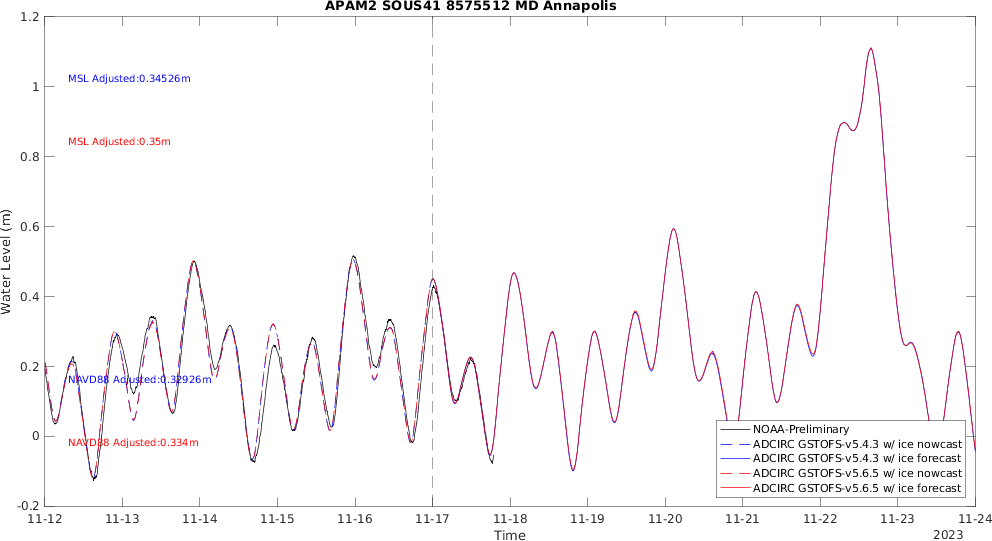 APAM2 SOUS41 8575512 MD Annapolis
1.2
1
0.8
0.6
0.4
0.2
0
-0.2
Water Level (m)
MSL Adjusted:0.34526m
MSL Adjusted:0.35m
NAVD88 Adjusted:0.32926m
NAVD88 Adjusted:0.334m
NOAA-Preliminary
ADCIRC GSTOFS-v5.4.3 w/ ice nowcast
ADCIRC GSTOFS-v5.4.3 w/ ice forecast
ADCIRC GSTOFS-v5.6.5 w/ ice nowcast
ADCIRC GSTOFS-v5.6.5 w/ ice forecast
11-12 11-13 11-14 11-15 11-16 11-17 11-18 11-19 11-20 11-21 11-22 11-23 11-24
Time
2023